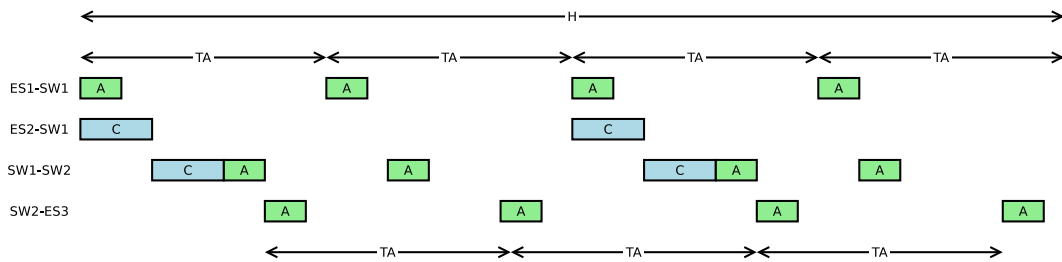 H
TA TA TA TA
ES1-SW1 A A A A
ES2-SW1 C C
SW1-SW2 C A A C A A
SW2-ES3 A A A A
TA TA TA